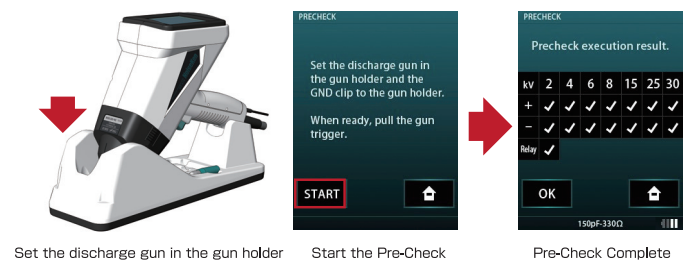 PRECHECK
Set the discharge gun in
the gun holder and the
GND clip to the gun holder.
When ready, pull the gun
trigger.
START
PRECHECK
Precheck execution result.
kV 2 4 6 8 15 25 30
+ ✓ ✓ ✓ ✓ ✓ ✓ ✓
− ✓ ✓ ✓ ✓ ✓ ✓ ✓
Relay ✓
OK
150pF-330Ω
Set the discharge gun in the gun holder
Start the Pre-Check
Pre-Check Complete